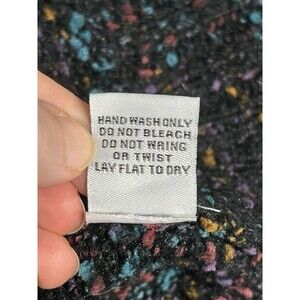 HAND WASH ONLY
DO NOT BLEACH
DO NOT WRING
OR TWIST
LAY FLAT TO DRY